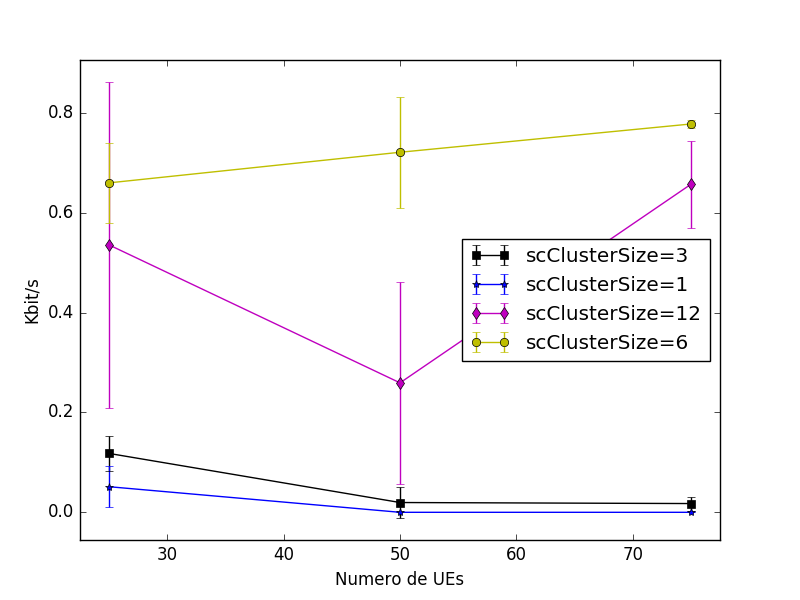 0.8
0.6
0.4
0.2
0.0
Kbit/s
scClusterSize=3
scClusterSize=1
scClusterSize=12
scClusterSize=6
30 40 50 60 70
Numero de UEs